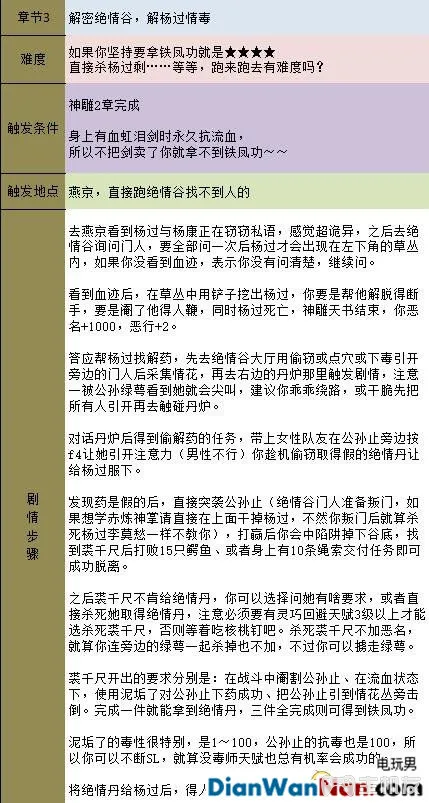 章节3
解密绝情谷，解杨过情毒
难度
如果你坚持要拿铁凤功就是★★★★
直接杀杨过剩……等等，跑来跑去有难度吗？
触发条件
神雕2章完成
身上有血虹泪剑时永久抗流血，
所以不把剑卖了你就拿不到铁凤功～～
触发地点
燕京，直接跑绝情谷找不到人的
剧情步骤
去燕京看到杨过与杨康正在窃窃私语，感觉超诡异，之后去绝
情谷询问门人，要全部问一次后杨过才会出现在左下角的草丛
内，如果你没看到血迹，表示你没有问清楚，继续问。
看到血迹后，在草丛中用铲子挖出杨过，你要是帮他解脱得断
手，要是阉了他得人鞭，同时杨过死亡，神雕天书结束，你恶
名+1000，恶行+2。
答应帮杨过找解药，先去绝情谷大厅用偷窃或点穴或下毒引开
旁边的门人后采集情花，再去右边的丹炉那里触发剧情，注意
一被公孙绿萼看到她就会尖叫，建议你乖乖绕路，或干脆先把
所有人引开再去触碰丹炉。
对话丹炉后得到偷解药的任务，带上女性队友在公孙止旁边按
f4让她引开注意力（男性不行）你趁机偷窃取得假的绝情丹让
给杨过服下。
发现药是假的后，直接突袭公孙止（绝情谷门人准备叛门，如
果想学赤炼神掌请直接在上面干掉杨过，不然你叛门后就算杀
死杨过李莫愁一样不教你），打赢后你会中陷阱掉下谷底，找
到裘千尺后打败15只鳄鱼、或者身上有10条绳索交付任务即可
成功脱离。
之后裘千尺不肯给绝情丹，你可以选择问她有啥要求，或者直
接杀死她取得绝情丹，注意必须要有灵巧回避天赋3级以上才能
选杀死裘千尺，否则等着吃核桃钉吧。杀死裘千尺不加恶名，
就算你连旁边的绿萼一起杀掉也不加，不过你可以掳走绿萼。
裘千尺开出的要求分别是：在战斗中阉割公孙止、在流血状态
下，使用泥垢了对公孙止下药成功、把公孙止引到情花丛旁击
倒。完成一件就能拿到绝情丹，三件全完成则可得到铁凤功。
泥垢了的毒性很特别，是1～100，公孙止的抗毒也是100，所
以你可以不断SL，就算没毒师天赋也总有机率会成功的
将绝情丹给杨过后，得人
电玩男
DianWanNan.com